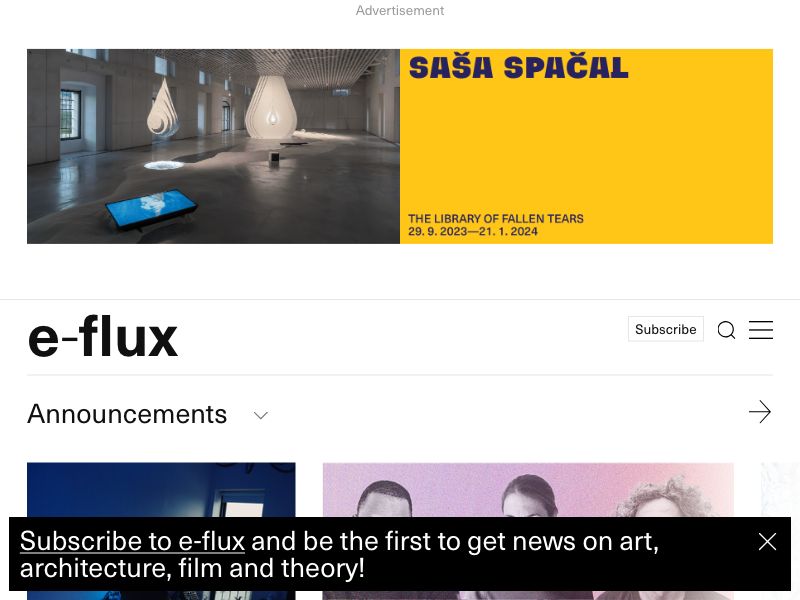 Advertisement
SAŠA SPAČAL
THE LIBRARY OF FALLEN TEARS
29. 9. 2023—21. 1. 2024
e-flux
Subscribe
Announcements
Subscribe to e-flux and be the first to get news on art,
architecture, film and theory!